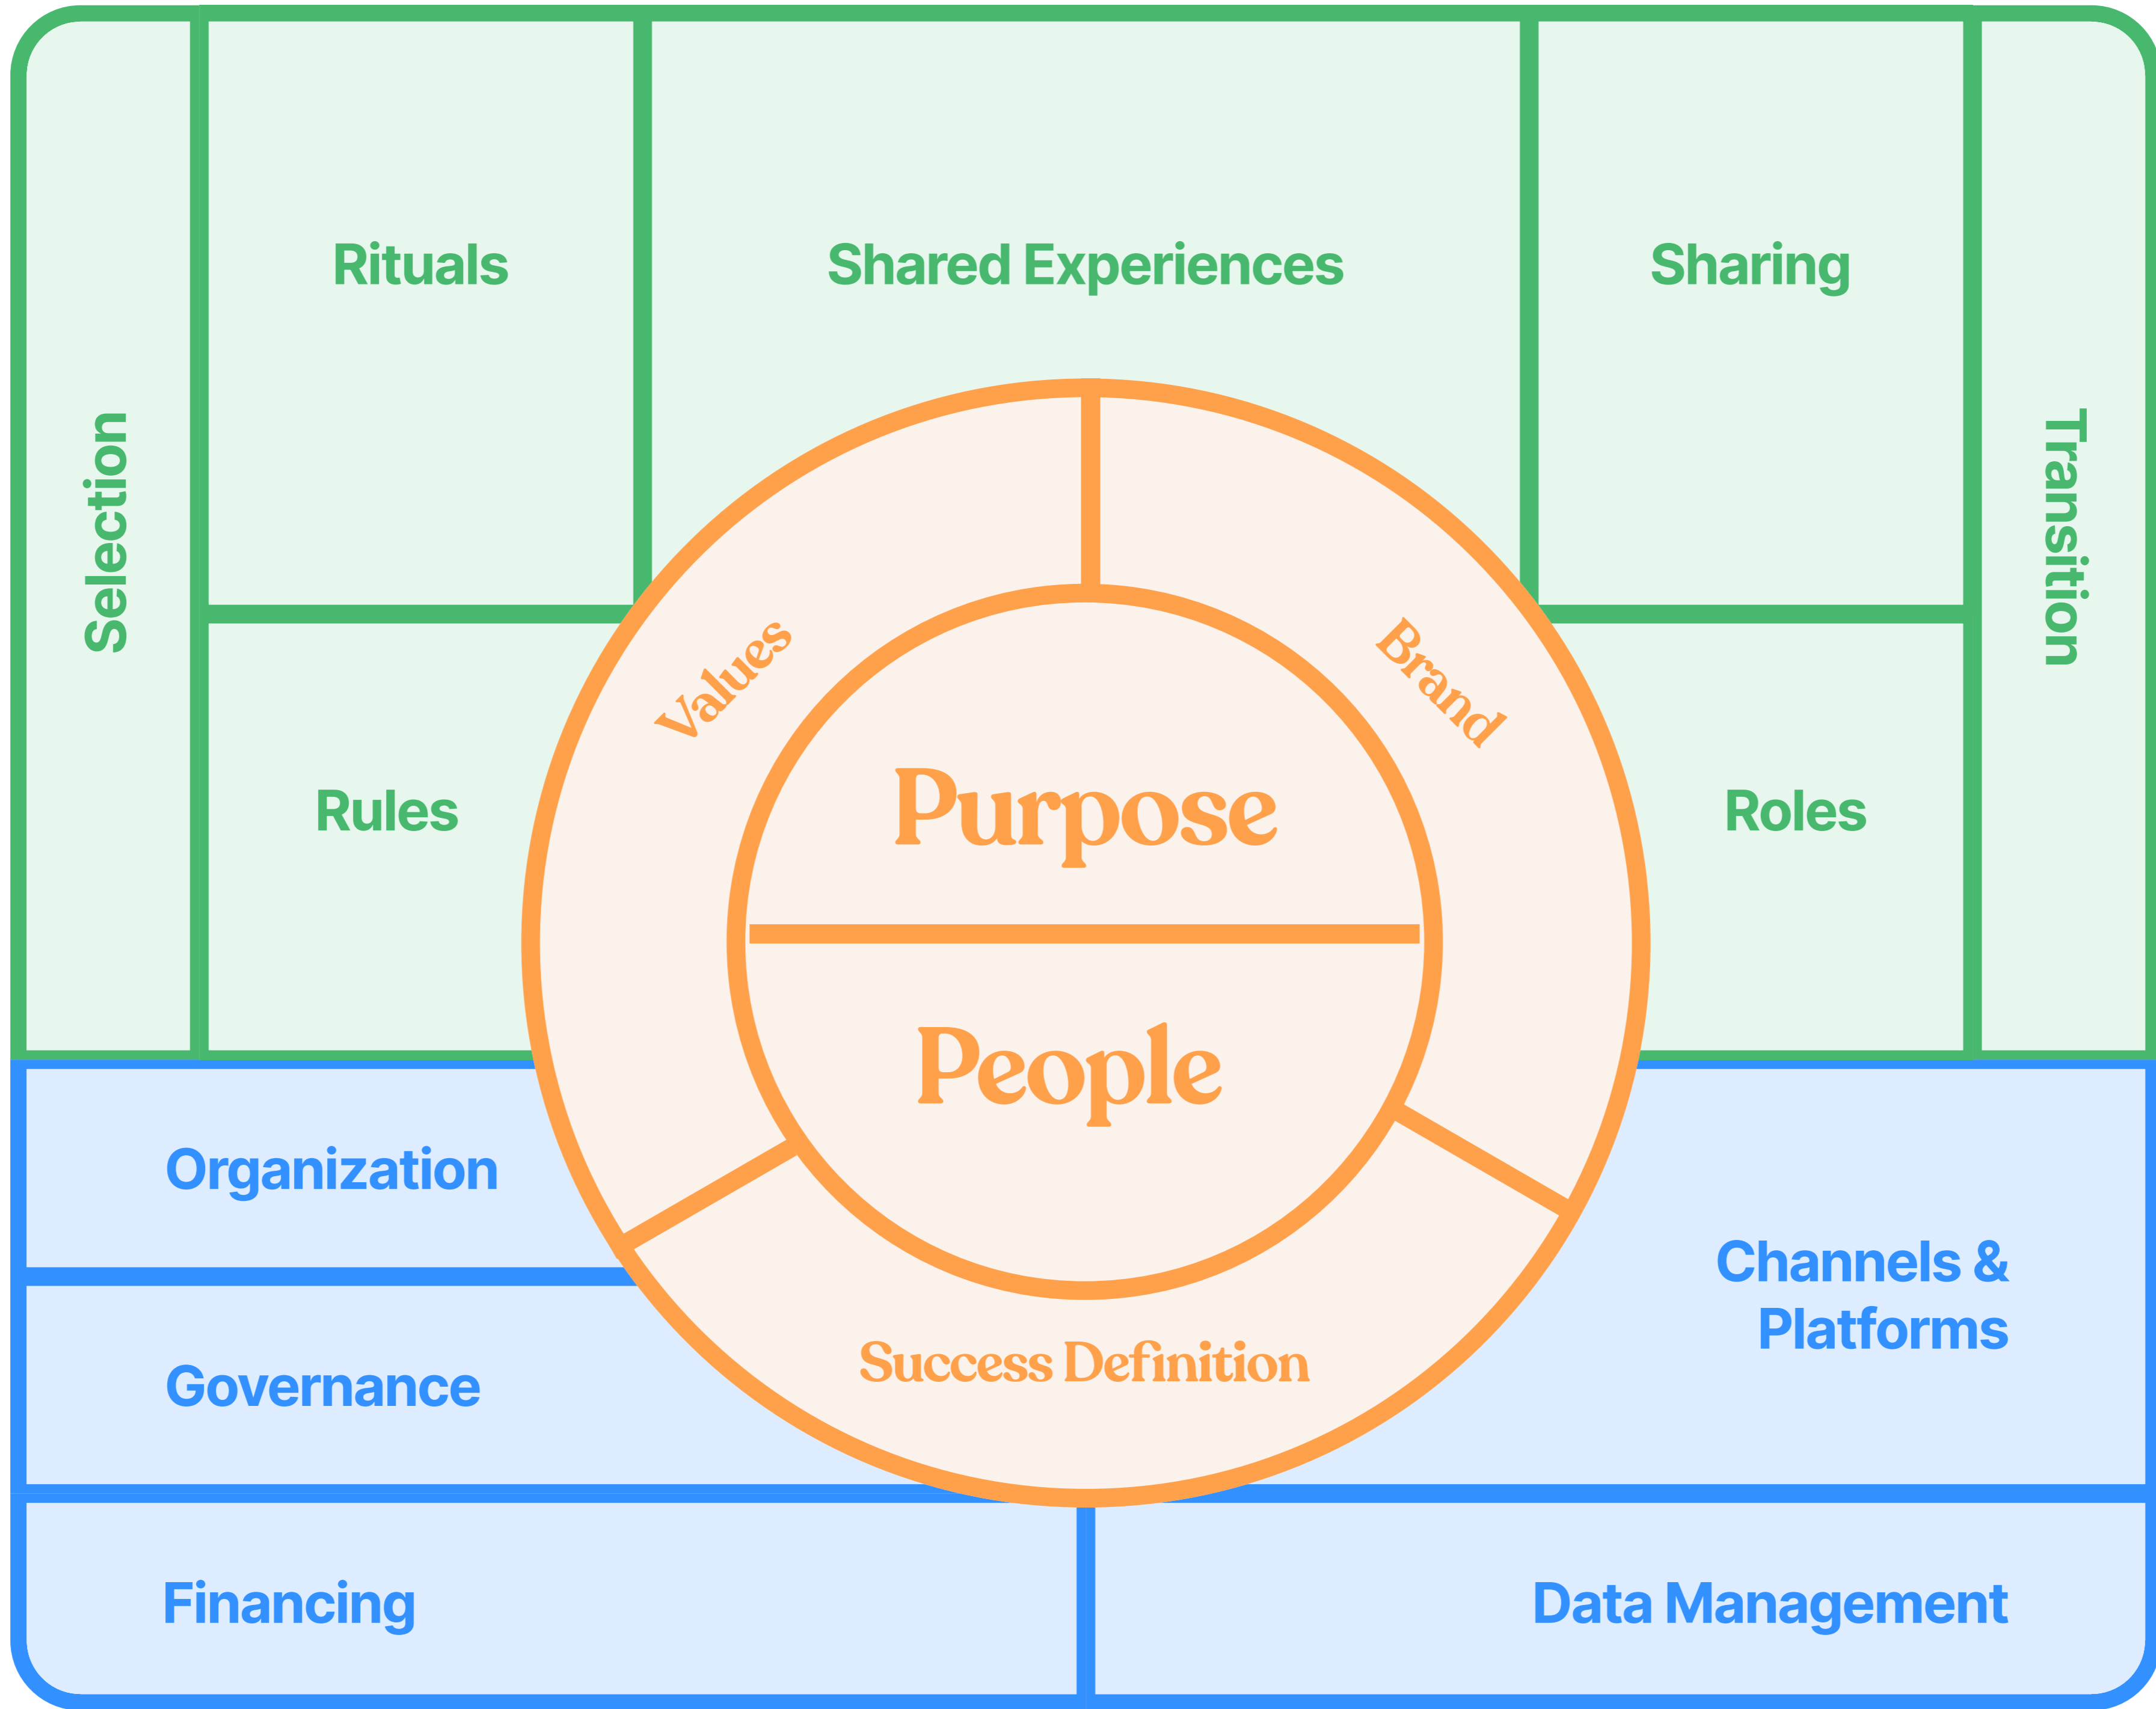 Rituals
Shared Experiences
Sharing
Selection
Transition
Values
Brand
Purpose
Rules
Roles
People
Organization
Channels &
Platforms
Governance
Success Definition
Financing
Data Management